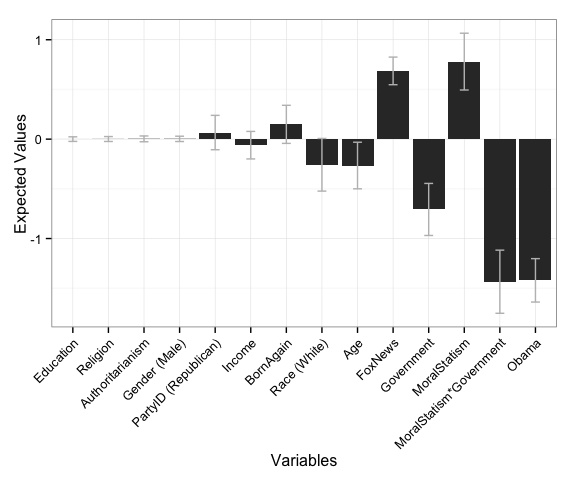 Expected Values
1
0
-1
Education
Religion
Authoritarianism
Gender (Male)
PartyID (Republican)
Income
BornAgain
Race (White)
Age
FoxNews
Government
MoralStatism
MoralStatism*Government
Obama
Variables